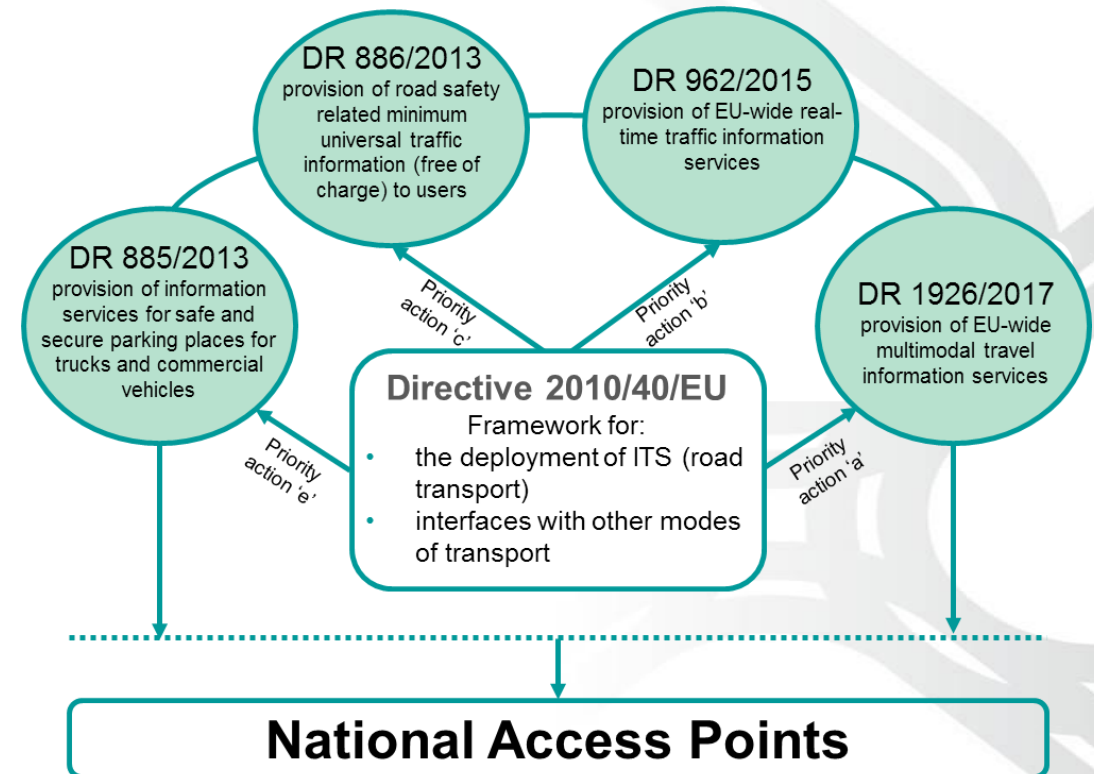 DR 886/2013
provision of road safety
related minimum
universal traffic
information (free of
charge) to users
DR 962/2015
provision of EU-wide real-
time traffic information
services
DR 885/2013
provision of information
services for safe and
secure parking places for
trucks and commercial
vehicles
DR 1926/2017
provision of EU-wide
multimodal travel
information services
Priority
action ‘c’
Priority
action ‘b’
Priority
action ‘e’
Priority
action ‘a’
Directive 2010/40/EU
Framework for:
• the deployment of ITS (road
transport)
• interfaces with other modes
of transport
National Access Points